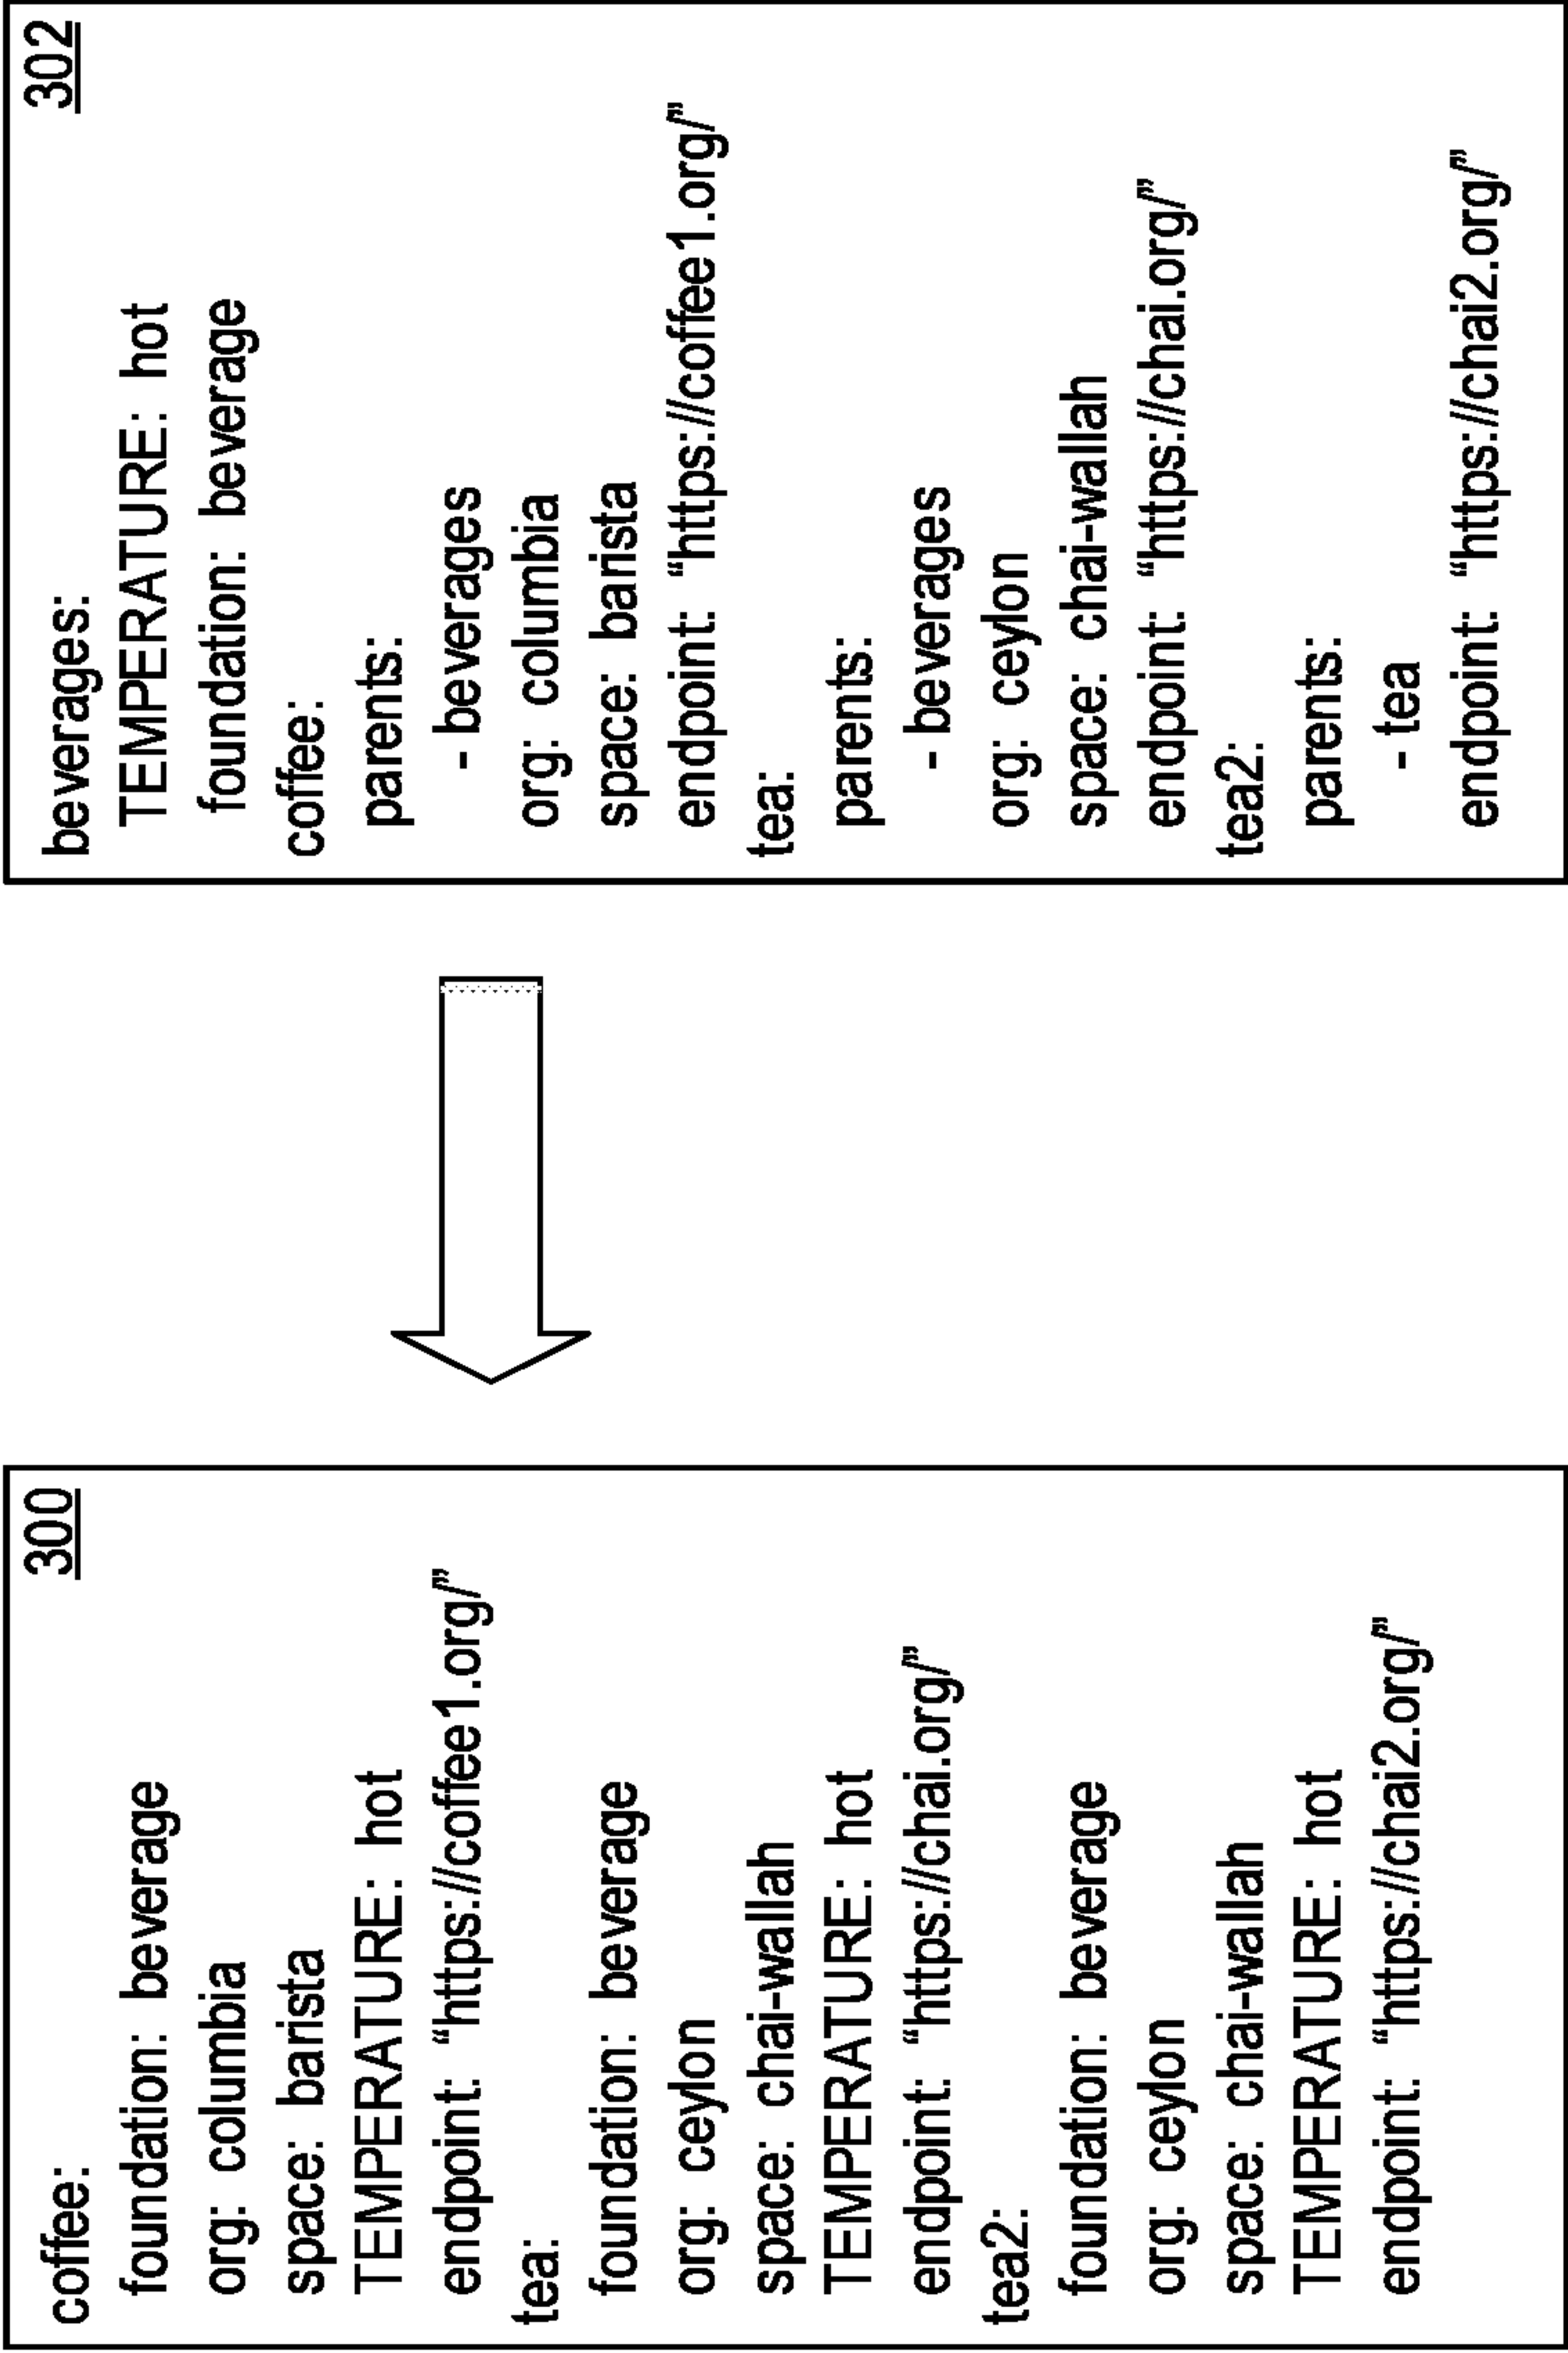 300
coffee:
foundation: beverage
org: columbia
space: barista
TEMPERATURE: hot
endpoint: “https://coffee1.org/”
tea:
foundation: beverage
org: ceylon
space: chai-wallah
TEMPERATURE: hot
endpoint: “https://chai.org/”
tea2:
foundation: beverage
org: ceylon
space: chai-wallah
TEMPERATURE: hot
endpoint: “https://chai2.org/”
302
beverages:
TEMPERATURE: hot
foundation: beverage
coffee:
parents:
- beverages
org: columbia
space: barista
endpoint: “https://coffee1.org/”
tea:
parents:
- beverages
org: ceylon
space: chai-wallah
endpoint: “https://chai.org/”
tea2:
parents:
- tea
endpoint: “https://chai2.org/”